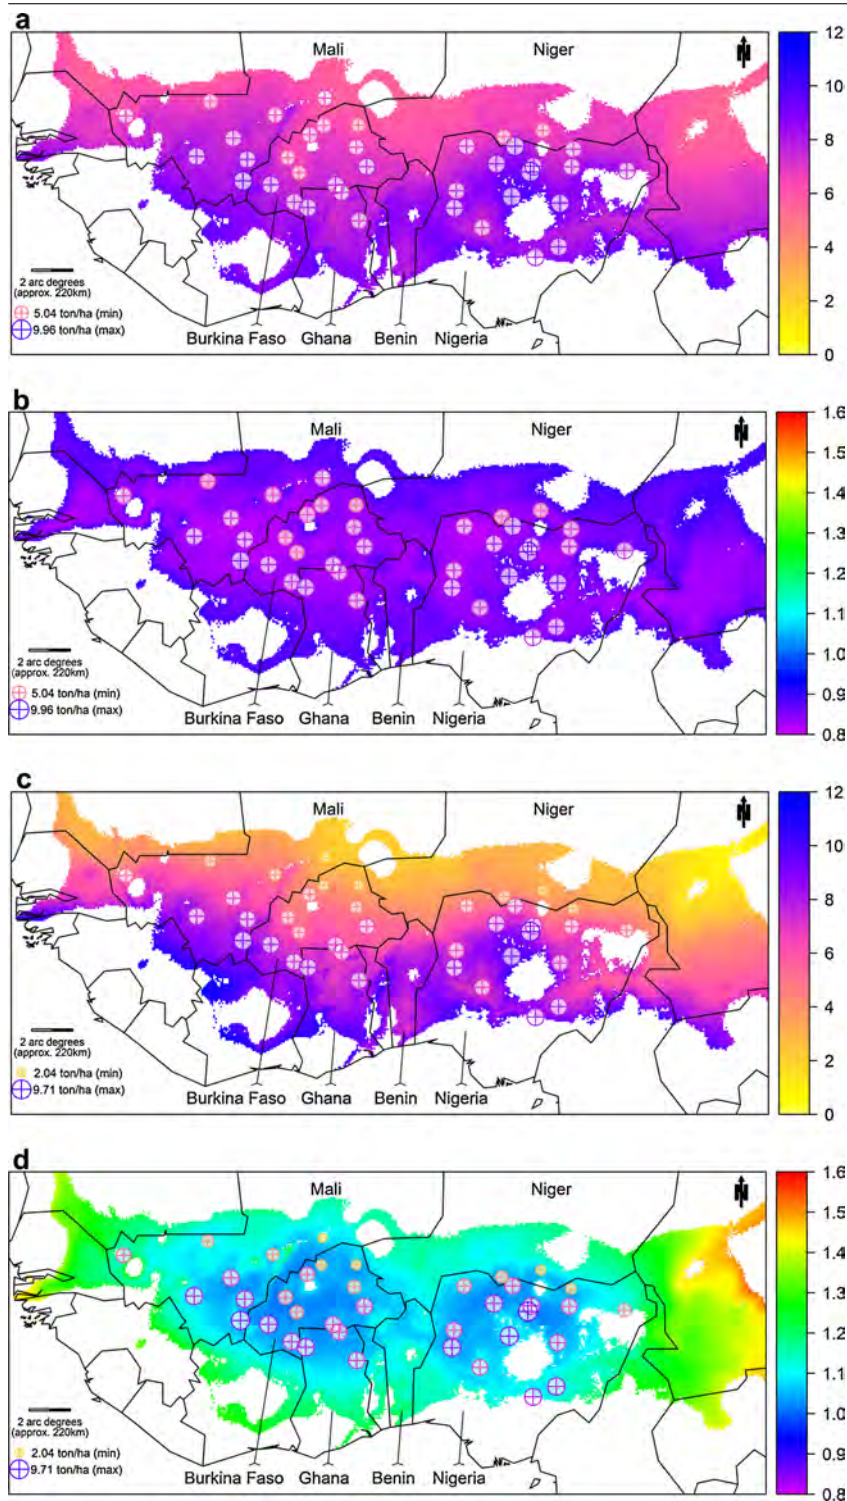 a
Mali
Niger
N
2 arc degrees
(approx. 220km)
5.04 ton/ha (min)
9.96 ton/ha (max)
Burkina Faso
Ghana
Benin
Nigeria
12
10
8
6
4
2
0
b
Mali
Niger
N
2 arc degrees
(approx. 220km)
5.04 ton/ha (min)
9.96 ton/ha (max)
Burkina Faso
Ghana
Benin
Nigeria
1.6
1.5
1.4
1.3
1.2
1.1
1.0
0.9
0.8
c
Mali
Niger
N
2 arc degrees
(approx. 220km)
2.04 ton/ha (min)
9.71 ton/ha (max)
Burkina Faso
Ghana
Benin
Nigeria
12
10
8
6
4
2
0
d
Mali
Niger
N
2 arc degrees
(approx. 220km)
2.04 ton/ha (min)
9.71 ton/ha (max)
Burkina Faso
Ghana
Benin
Nigeria
1.6
1.5
1.4
1.3
1.2
1.1
1.0
0.9
0.8